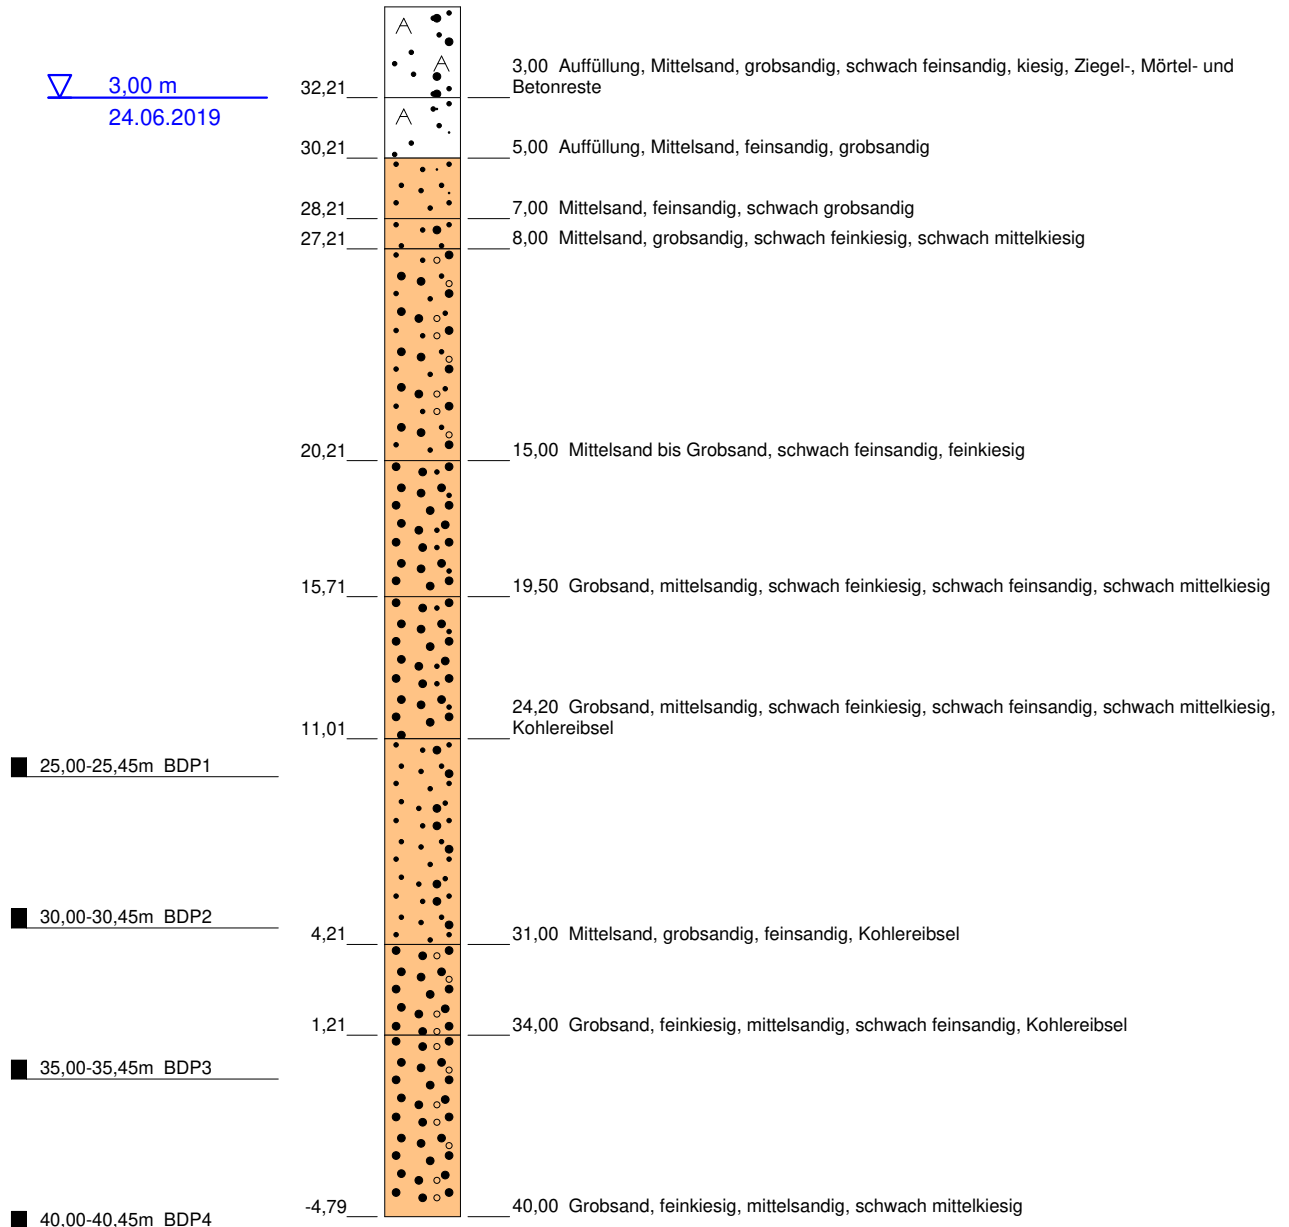 A
A
3,00 Auffüllung, Mittelsand, grobsandig, schwach feinsandig, kiesig, Ziegel-, Mörtel- und
Betonreste
32,21
3,00 m
24.06.2019
A
30,21
5,00 Auffüllung, Mittelsand, feinsandig, grobsandig
28,21
7,00 Mittelsand, feinsandig, schwach grobsandig
27,21
8,00 Mittelsand, grobsandig, schwach feinkiesig, schwach mittelkiesig
20,21
15,00 Mittelsand bis Grobsand, schwach feinsandig, feinkiesig
15,71
19,50 Grobsand, mittelsandig, schwach feinkiesig, schwach feinsandig, schwach mittelkiesig
24,20 Grobsand, mittelsandig, schwach feinkiesig, schwach feinsandig, schwach mittelkiesig,
Kohlereibsel
11,01
25,00-25,45m BDP1
30,00-30,45m BDP2
4,21
31,00 Mittelsand, grobsandig, feinsandig, Kohlereibsel
1,21
34,00 Grobsand, feinkiesig, mittelsandig, schwach feinsandig, Kohlereibsel
35,00-35,45m BDP3
-4,79
40,00 Grobsand, feinkiesig, mittelsandig, schwach mittelkiesig
40,00-40,45m BDP4